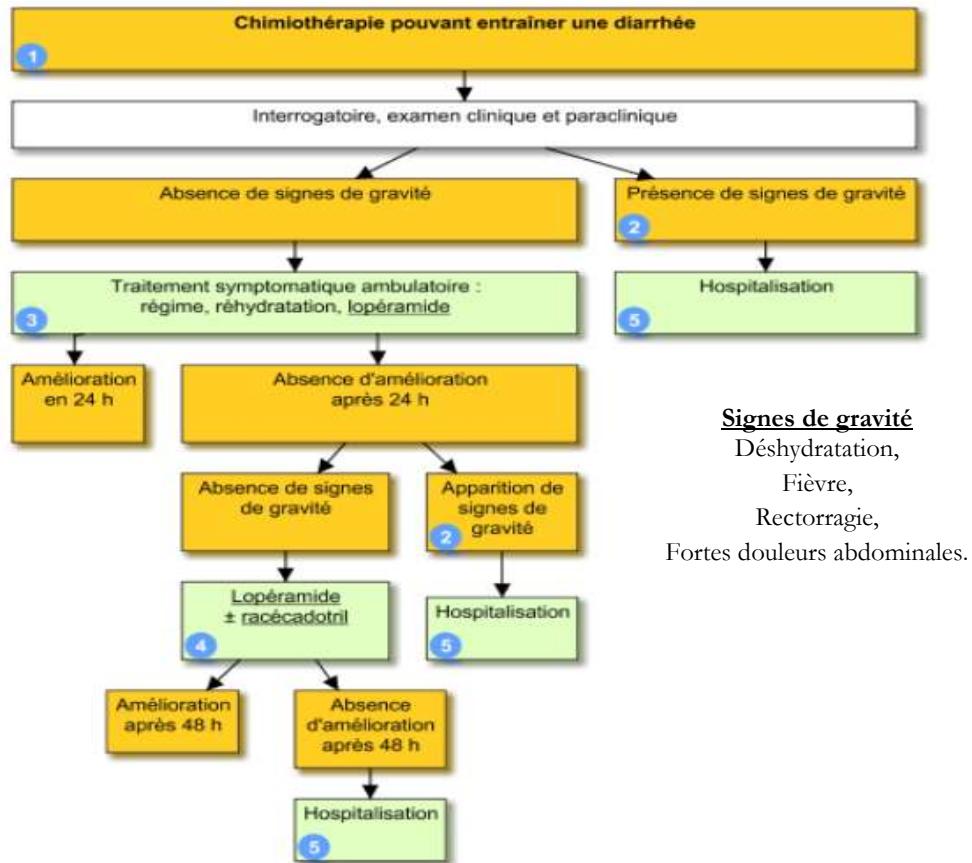 Chimiothérapie pouvant entraîner une diarrhée
1
Interrogatoire, examen clinique et paraclinique
Absence de signes de gravité
Présence de signes de gravité
2
Traitement symptomatique ambulatoire :
régime, réhydratation, lopéramide
3
Hospitalisation
5
Amélioration
en 24 h
Absence d'amélioration
après 24 h
Signes de gravité
Déshydratation,
Fièvre,
Rectorragie,
Fortes douleurs abdominales.
Absence de signes
de gravité
Apparition de
signes de
gravité
2
Lopéramide
± racécadotril
4
Hospitalisation
5
Amélioration
après 48 h
Absence
d'amélioration
après 48 h
Hospitalisation
5